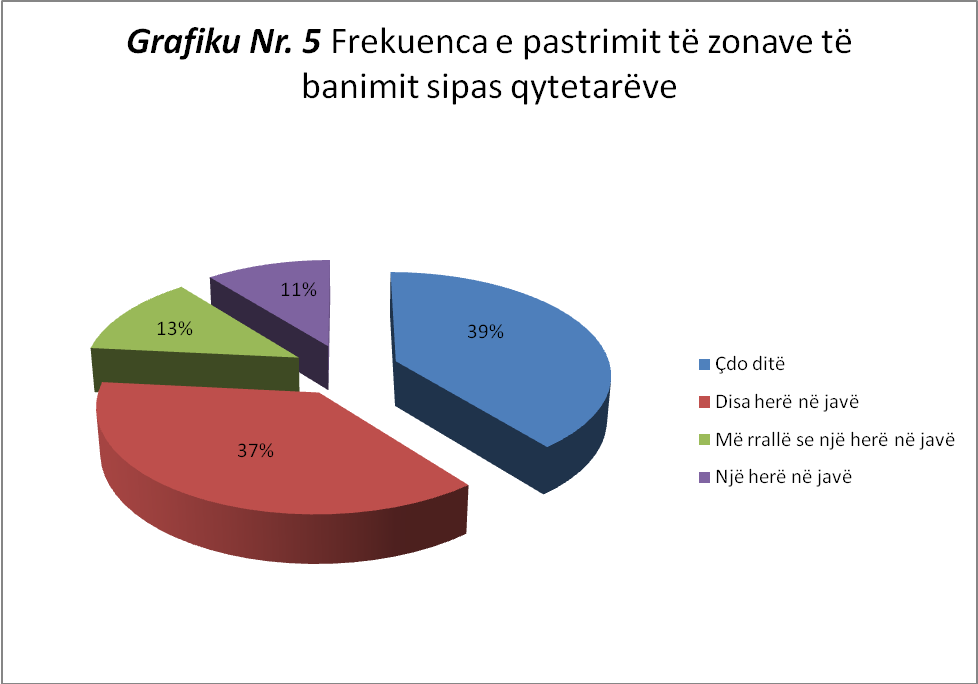 Grafiku Nr. 5 Frekuenca e pastrimit të zonave të
banimit sipas qytetarëve
11%
39%
13%
37%
Çdo ditë
Disa herë në javë
Më rrallë se një herë në javë
Një herë në javë